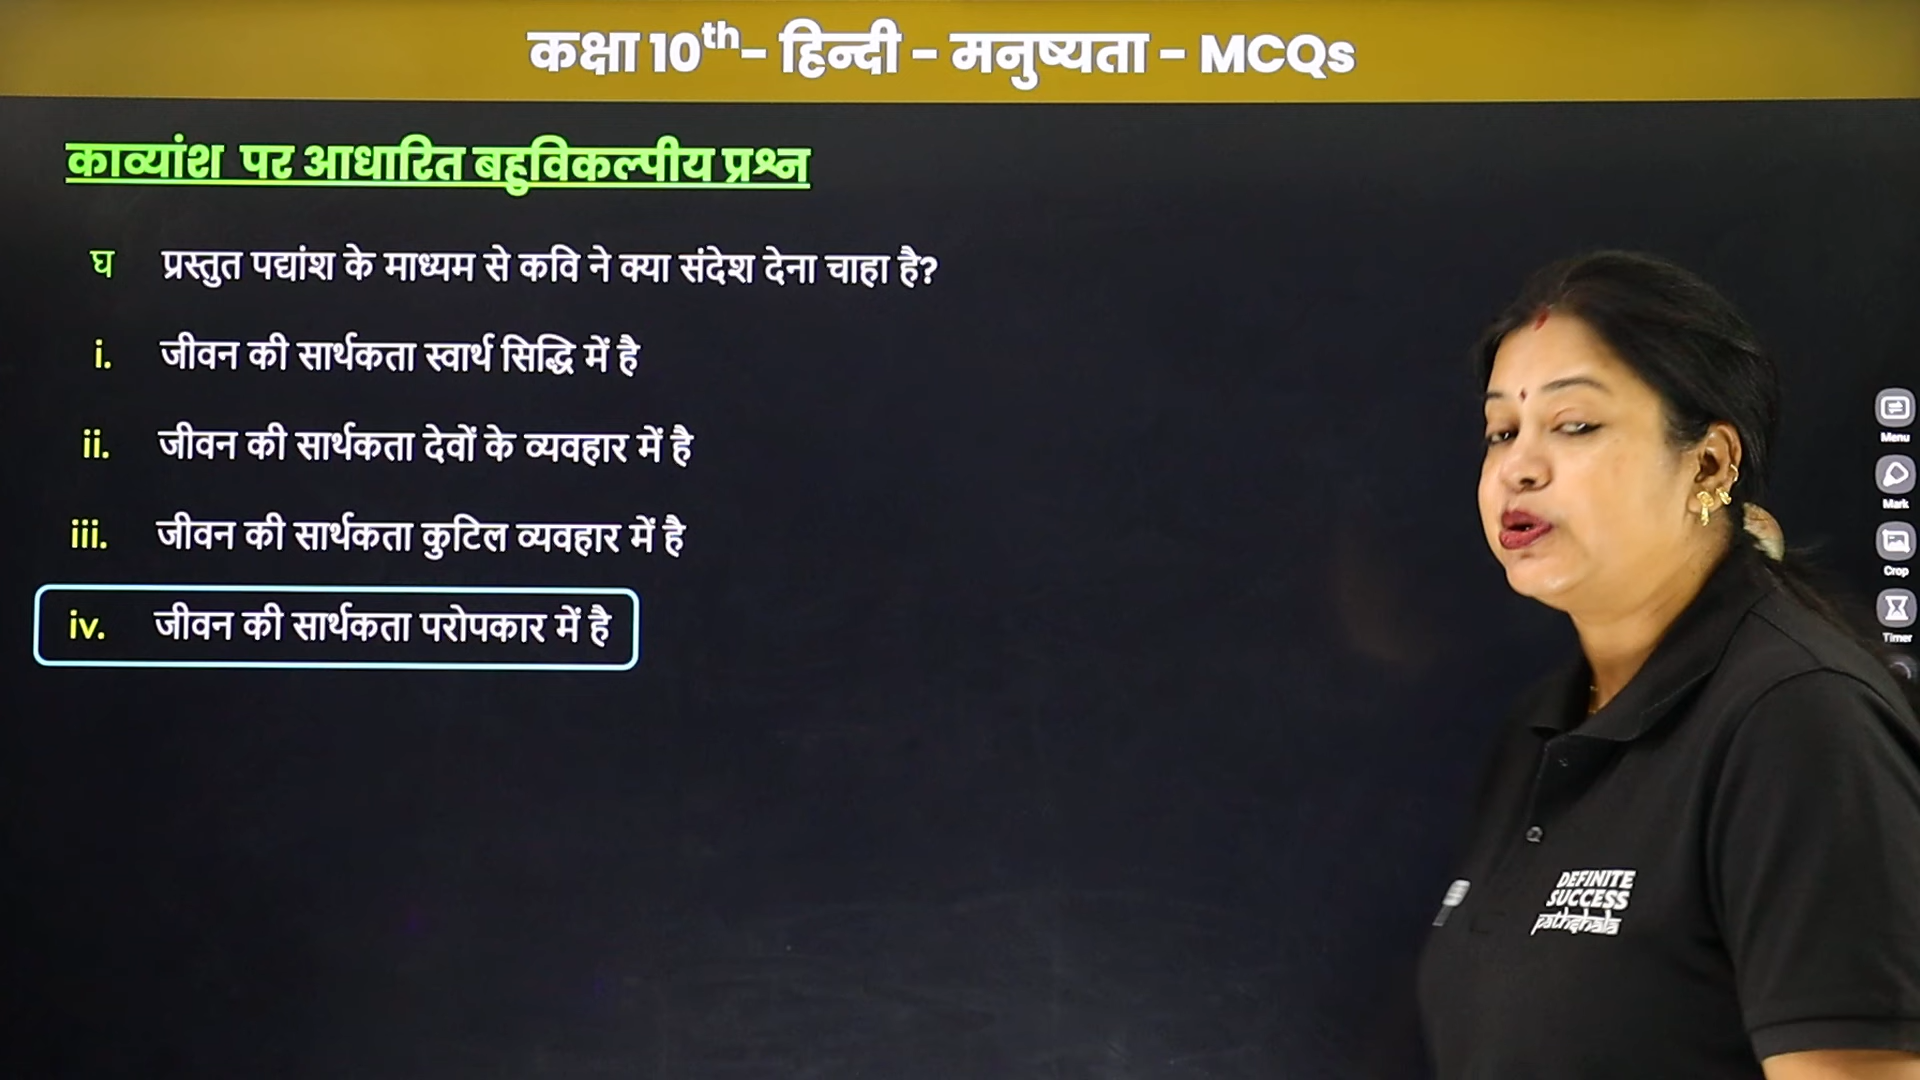 कक्षा 10th- हिन्दी - मनुष्यता - MCQs
काव्यांश पर आधारित बहुविकल्पीय प्रश्न
घ प्रस्तुत पद्यांश के माध्यम से कवि ने क्या संदेश देना चाहा है?
i. जीवन की सार्थकता स्वार्थ सिद्धि में है
ii. जीवन की सार्थकता देवों के व्यवहार में है
iii. जीवन की सार्थकता कुटिल व्यवहार में है
iv. जीवन की सार्थकता परोपकार में है
Menu
Mark
Crop
Timer
DEFINITE
SUCCESS
pathshala